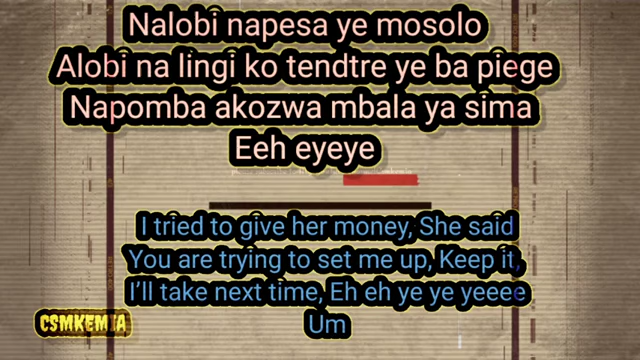 Nalobi napesa ye mosolo
Alobi na lingi ko tendtre ye ba piege
Napomba akozwa mbala ya sima
Eeh eyeye
I tried to give her money, She said
You are trying to set me up, Keep it,
I'll take next time, Eh eh ye ye yeeee
Um
CSMKEMIA